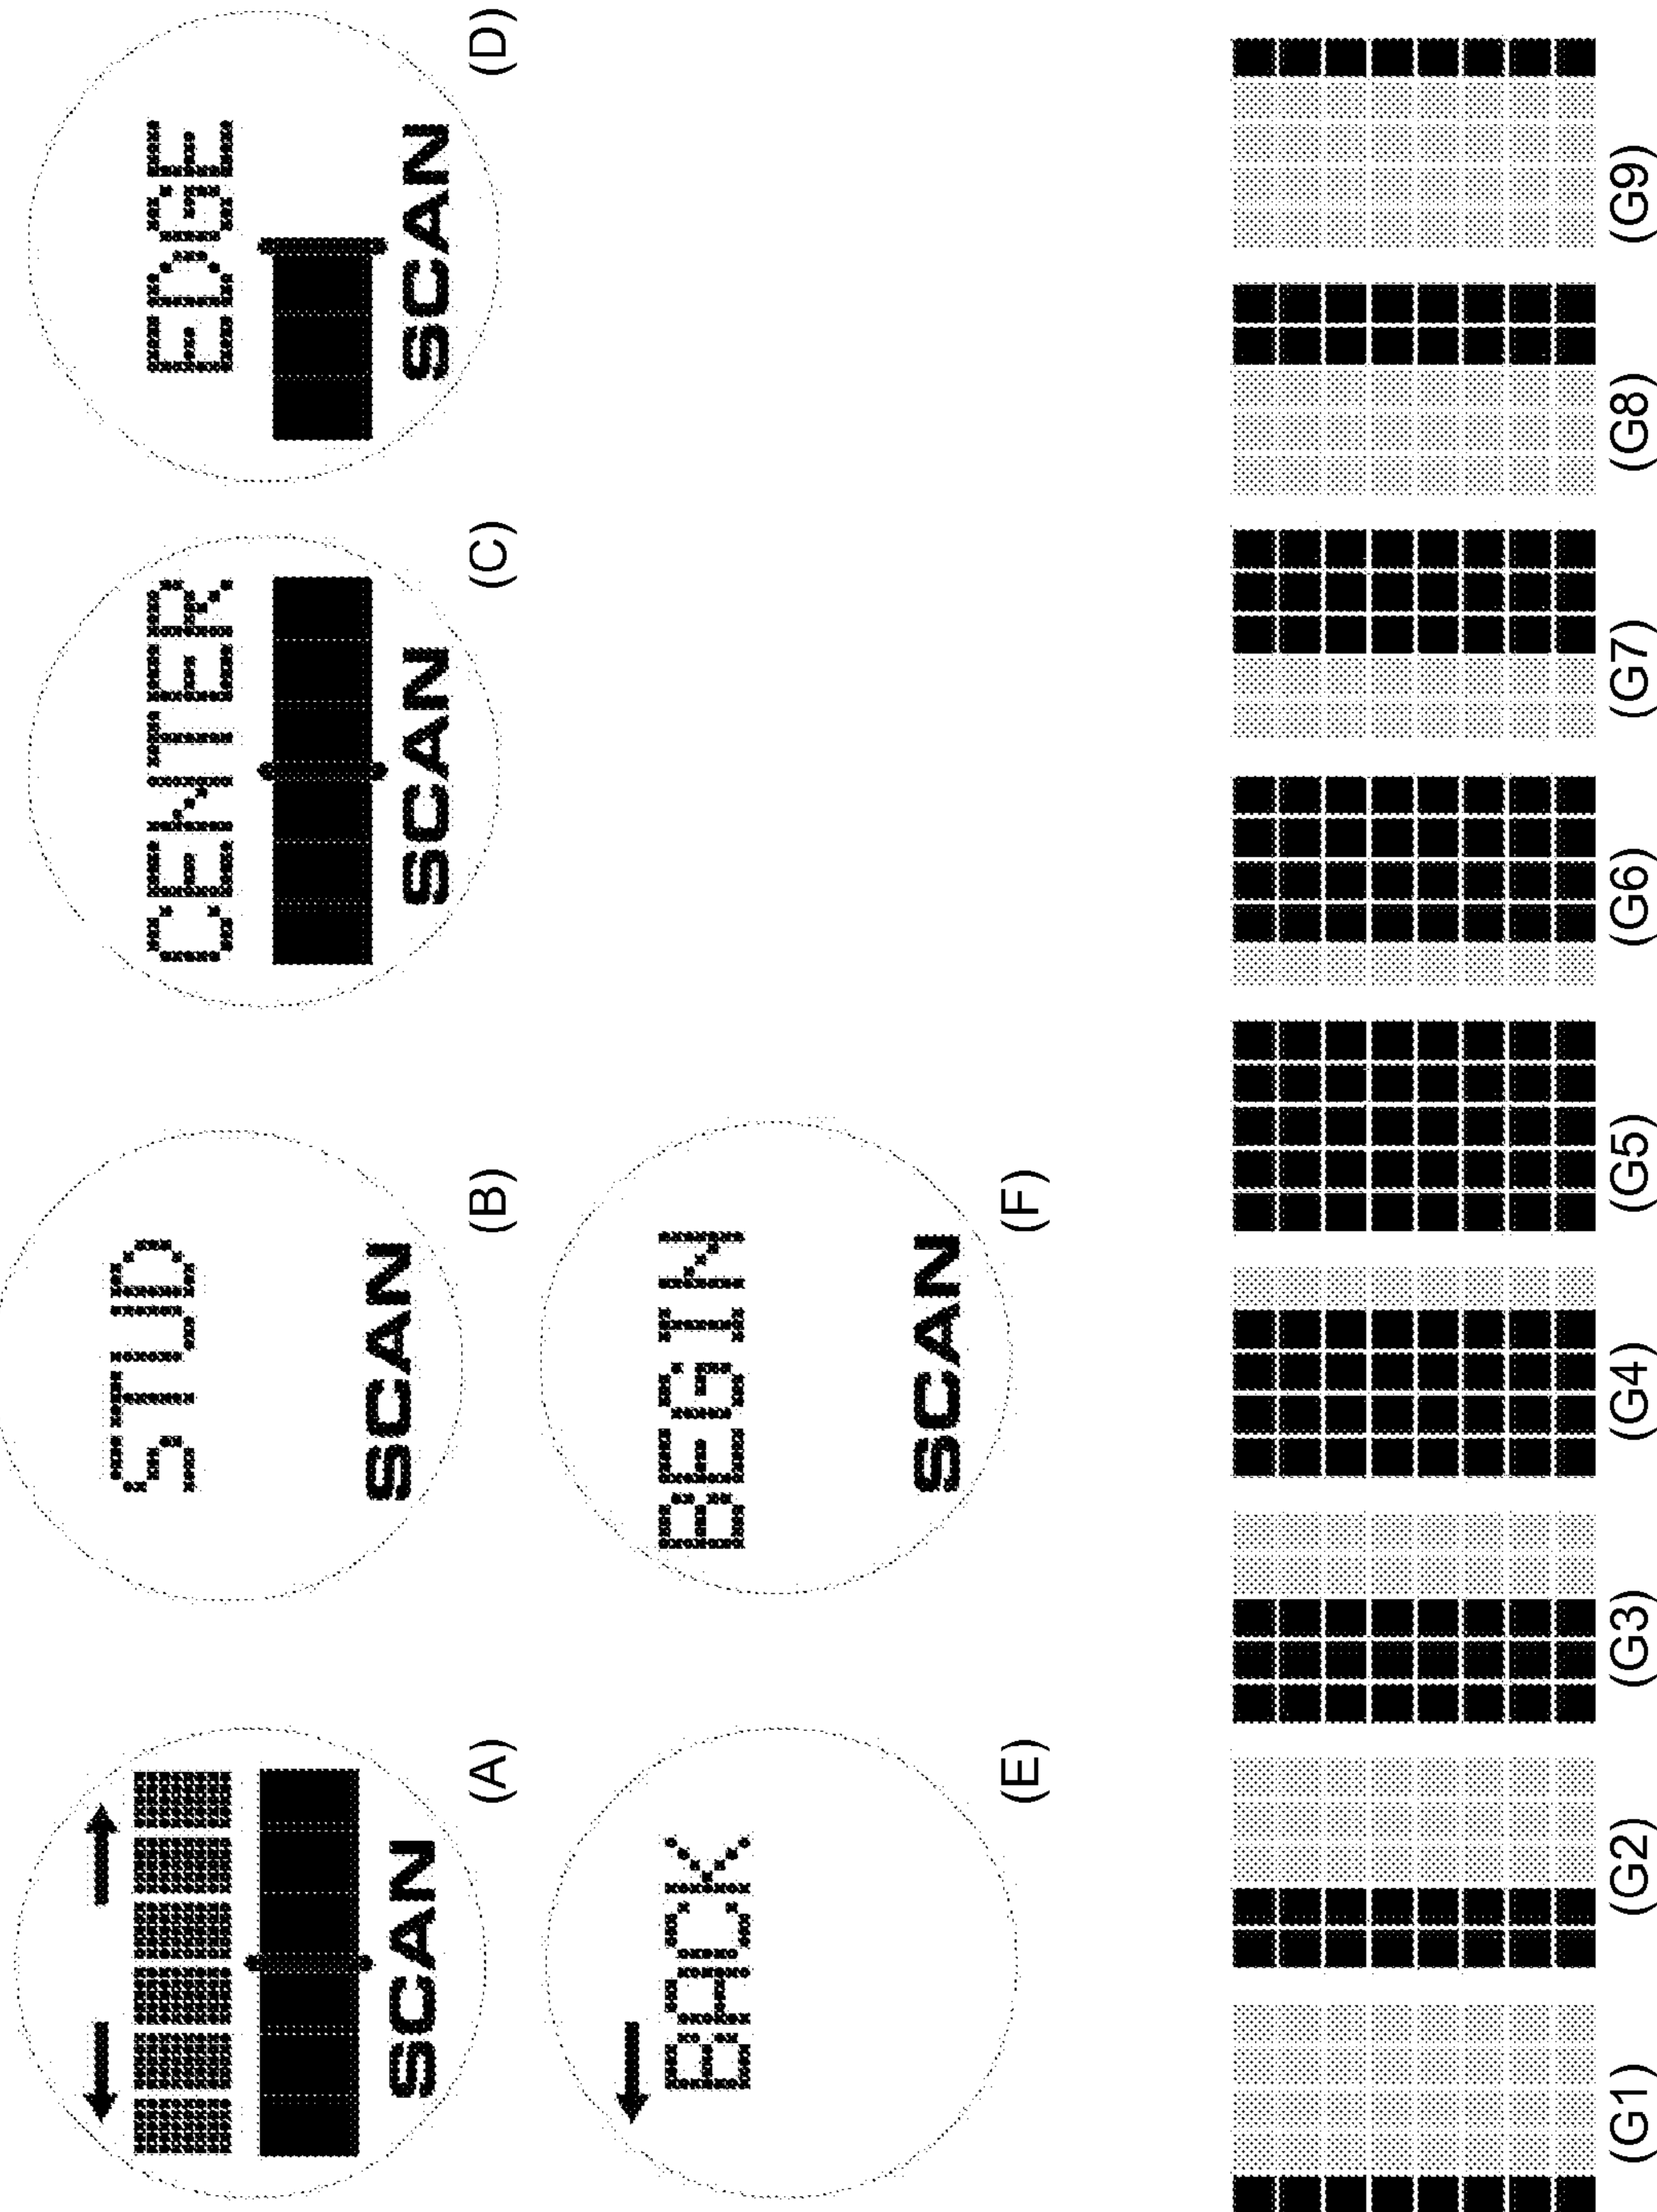 SCAN
(A)
STUD
SCAN
(B)
CENTER
SCAN
(C)
EDGE
SCAN
(D)
BACK
(E)
BEGIN
SCAN
(F)
(G1)
(G2)
(G3)
(G4)
(G5)
(G6)
(G7)
(G8)
(G9)